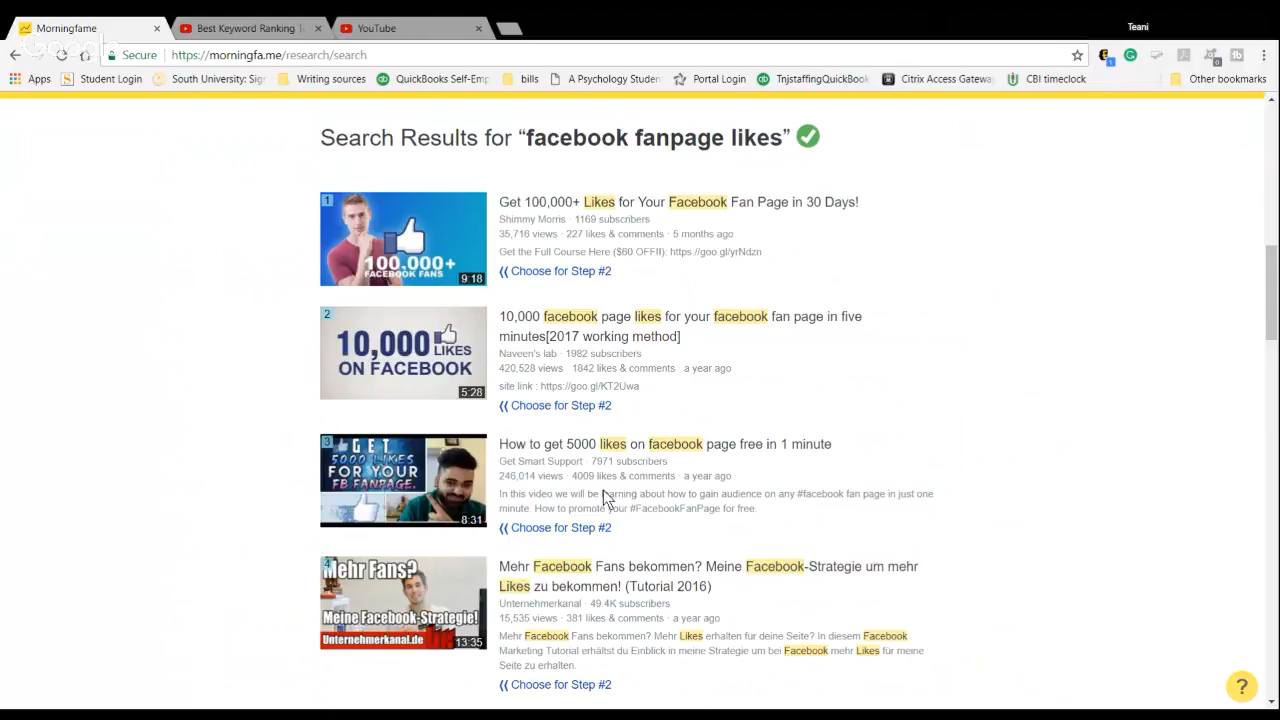 Morningfame
Best Keyword Ranking T
YouTube
Teani
Google
Secure
https://morningfa.me/research/search
Apps
Student Login
South University: Sig
Writing sources
QuickBooks Self-Emp
bills
A Psychology Studen
Portal Login
TnjstaffingQuickBook
Citrix Access Gatewa
CBI timeclock
Other bookmarks
Search Results for “facebook fanpage likes”
1
100,000+
FACEBOOK FANS
9:18
Get 100,000+ Likes for Your Facebook Fan Page in 30 Days!
Shimmy Morris · 1169 subscribers
35,716 views · 227 likes & comments · 5 months ago
Get the Full Course Here ($60 OFF!!): https://goo.gl/yrNdzn
⟪ Choose for Step #2
2
10,000 LIKES
ON FACEBOOK
5:28
10,000 facebook page likes for your facebook fan page in five
minutes[2017 working method]
Naveen's lab · 1982 subscribers
420,528 views · 1842 likes & comments · a year ago
site link : https://goo.gl/KT2Uwa
⟪ Choose for Step #2
3
GET
5000 LIKES
FOR YOUR
FB FANPAGE.
8:31
How to get 5000 likes on facebook page free in 1 minute
Get Smart Support · 7971 subscribers
246,014 views · 4009 likes & comments · a year ago
In this video we will be learning about how to gain audience on any #facebook fan page in just one
minute. How to promote your #FacebookFanPage for free.
⟪ Choose for Step #2
4
Mehr Fans?
Meine Facebook-Strategie!
Unternehmerkanal.de
13:35
Mehr Facebook Fans bekommen? Meine Facebook-Strategie um mehr
Likes zu bekommen! (Tutorial 2016)
Unternehmerkanal · 49.4K subscribers
15,535 views · 381 likes & comments · a year ago
Mehr Facebook Fans bekommen? Mehr Likes erhalten für deine Seite? In diesem Facebook
Marketing Tutorial erhältst du Einblick in meine Strategie um bei Facebook mehr Likes für meine
Seite zu erhalten.
⟪ Choose for Step #2
?